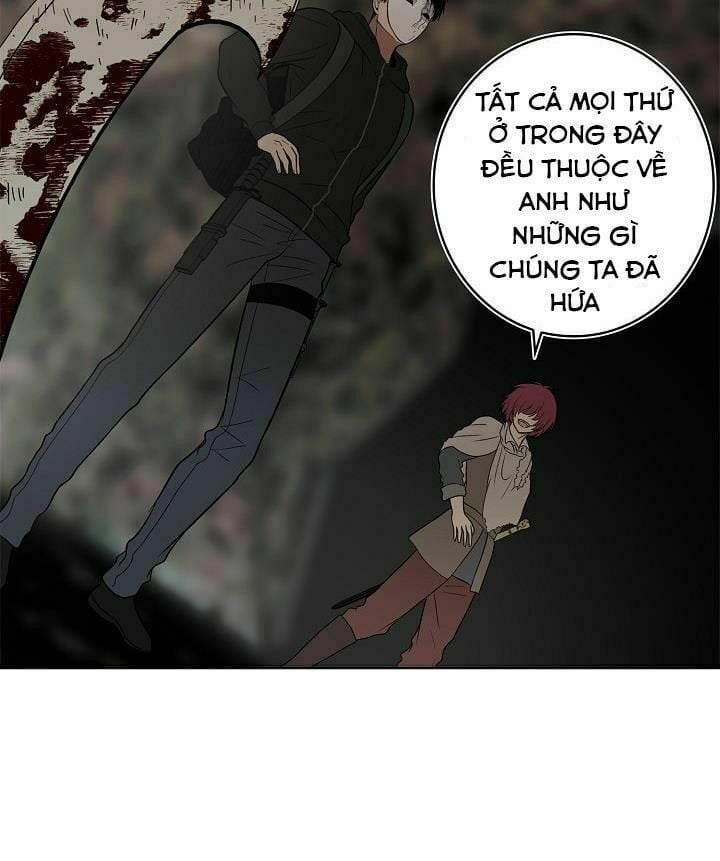 TẤT CẢ MỌI THỨ
Ở TRONG ĐÂY
ĐỀU THUỘC VỀ
ANH NHƯ
NHỮNG GÌ
CHÚNG TA ĐÃ
HỨA